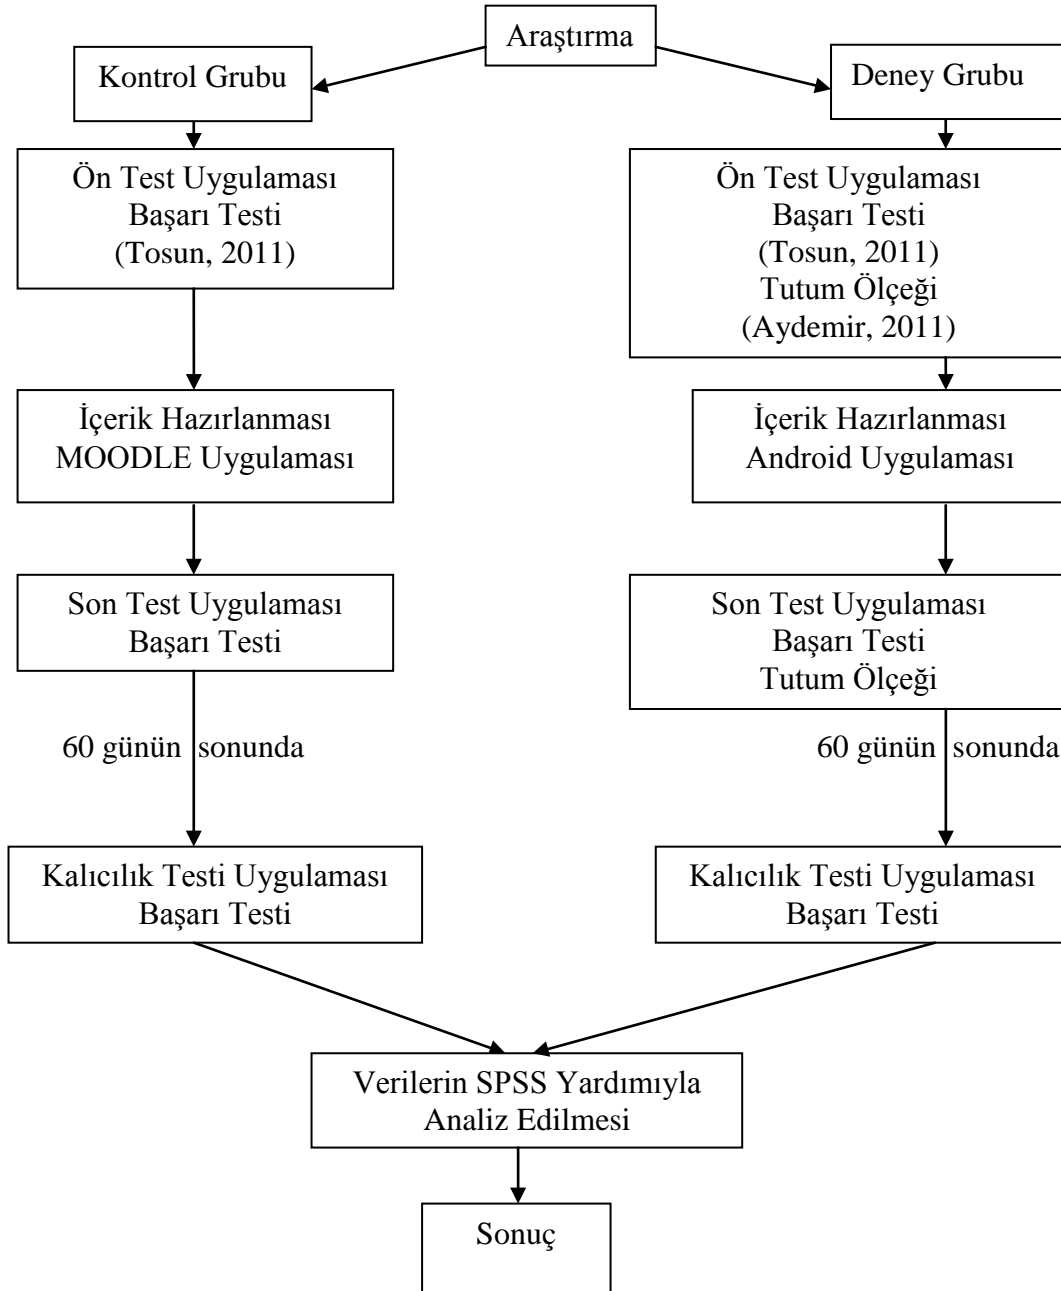 Araştırma
Kontrol Grubu
Deney Grubu
Ön Test Uygulaması
Başarı Testi
(Tosun, 2011)
Ön Test Uygulaması
Başarı Testi
(Tosun, 2011)
Tutum Ölçeği
(Aydemir, 2011)
İçerik Hazırlanması
MOODLE Uygulaması
İçerik Hazırlanması
Android Uygulaması
Son Test Uygulaması
Başarı Testi
Son Test Uygulaması
Başarı Testi
Tutum Ölçeği
60 günün sonunda
60 günün sonunda
Kalıcılık Testi Uygulaması
Başarı Testi
Kalıcılık Testi Uygulaması
Başarı Testi
Verilerin SPSS Yardımıyla
Analiz Edilmesi
Sonuç